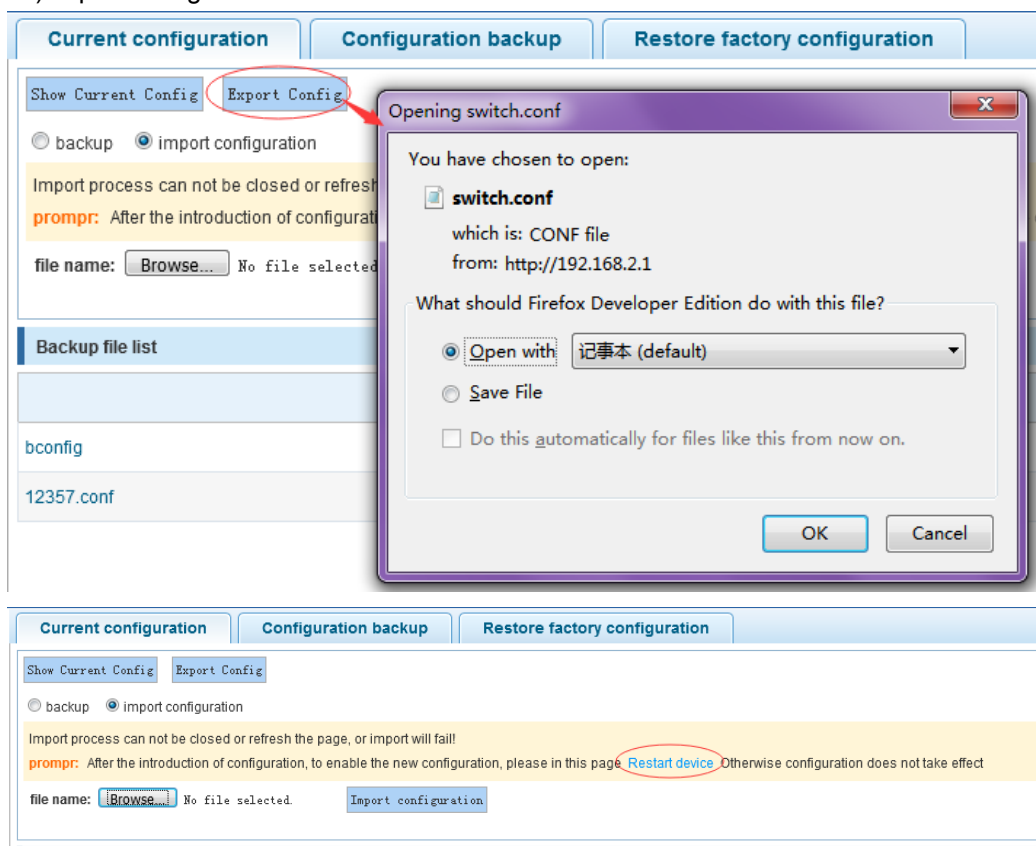 Current configuration
Configuration backup
Restore factory configuration
Show Current Config
Export Config
backup
import configuration
Import process can not be closed or refresh
prompr: After the introduction of configurati
file name: Browse... No file selected
Backup file list
bconfig
12357.conf
Opening switch.conf
You have chosen to open:
switch.conf
which is: CONF file
from: http://192.168.2.1
What should Firefox Developer Edition do with this file?
Open with 记事本 (default)
Save File
Do this automatically for files like this from now on.
OK
Cancel
Current configuration
Configuration backup
Restore factory configuration
Show Current Config
Export Config
backup
import configuration
Import process can not be closed or refresh the page, or import will fail!
prompr: After the introduction of configuration, to enable the new configuration, please in this page Restart device Otherwise configuration does not take effect
file name: Browse... No file selected. Import configuration